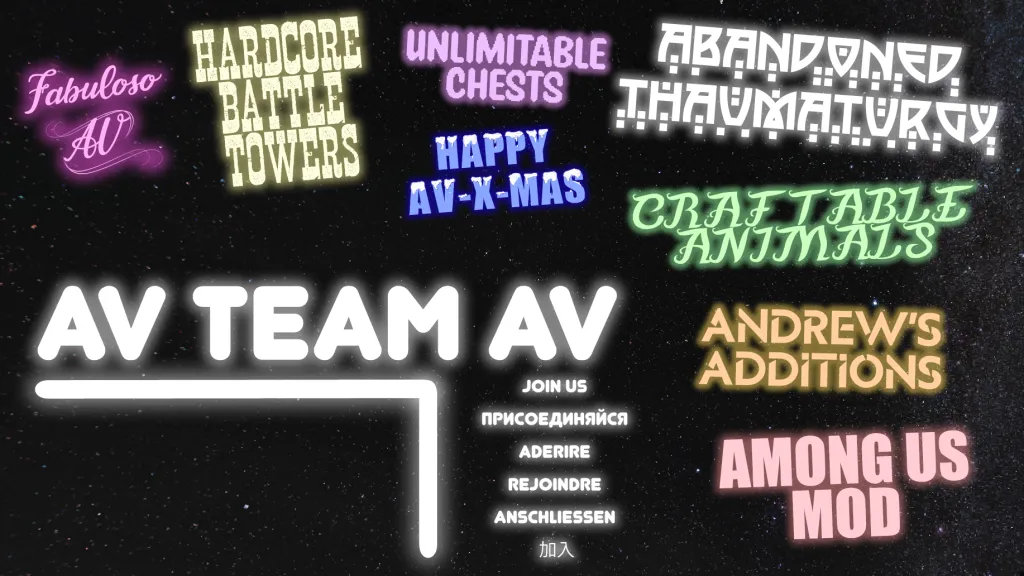 Fabuloso
AV
HARDCORE
BATTLE
TOWERS
UNLIMITABLE
CHESTS
HAPPY
AV-X-MAS
ABANDONED
THAUMATURGY
CRAFTABLE
ANIMALS
AV TEAM AV
ANDREW'S
ADDITIONS
JOIN US
ПРИСОЕДИНЯЙСЯ
ADERIRE
REJOINDRE
ANSCHLIESSEN
加入
AMONG US
MOD